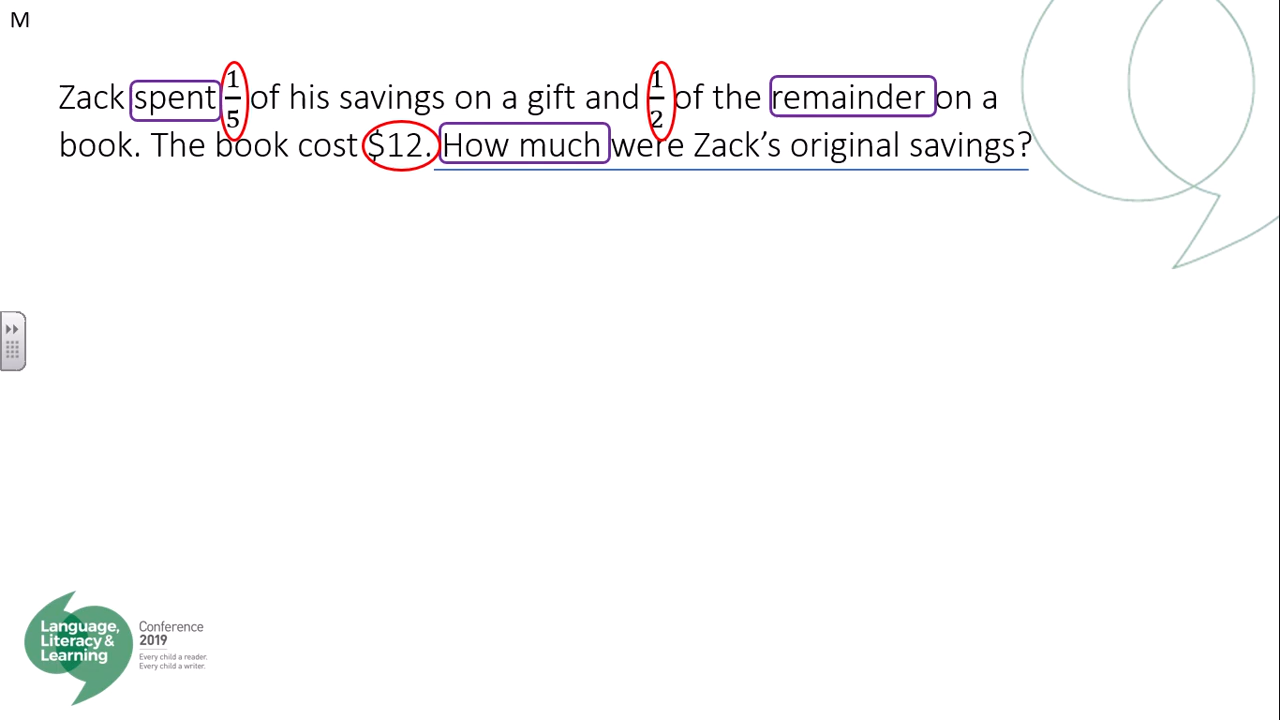 M
Zack spent 1/5 of his savings on a gift and 1/2 of the remainder on a
book. The book cost $12. How much were Zack’s original savings?
Language,
Literacy &
Learning
Conference
2019
Every child a reader.
Every child a writer.